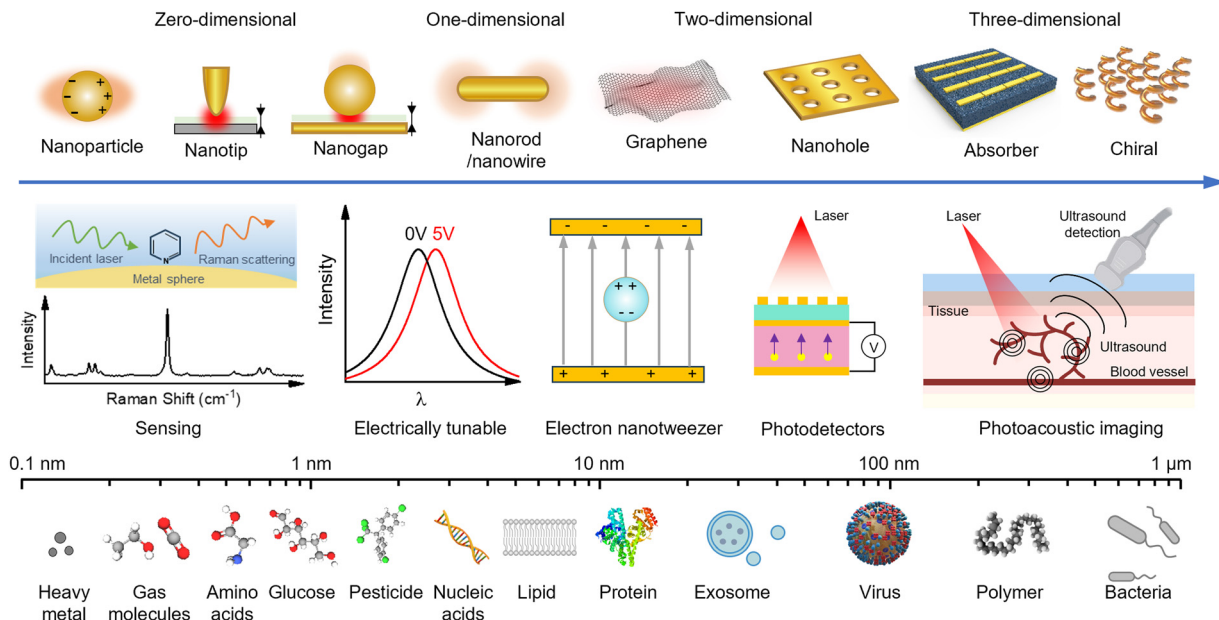 Zero-dimensional
One-dimensional
Two-dimensional
Three-dimensional
- + - + - +
Nanoparticle
Nanotip
Nanogap
Nanorod
/nanowire
Graphene
Nanohole
Absorber
Chiral
Incident laser
N
Raman scattering
Metal sphere
Intensity
Raman Shift (cm⁻¹)
Sensing
0V 5V
Intensity
λ
Electrically tunable
- - - -
+ +
- -
+ + + + +
Electron nanotweezer
Laser
V
Photodetectors
Laser
Ultrasound
detection
Tissue
Ultrasound
Blood vessel
Photoacoustic imaging
0.1 nm
1 nm
10 nm
100 nm
1 µm
Heavy
metal
Gas
molecules
Amino
acids
Glucose
Pesticide
Nucleic
acids
Lipid
Protein
Exosome
Virus
Polymer
Bacteria